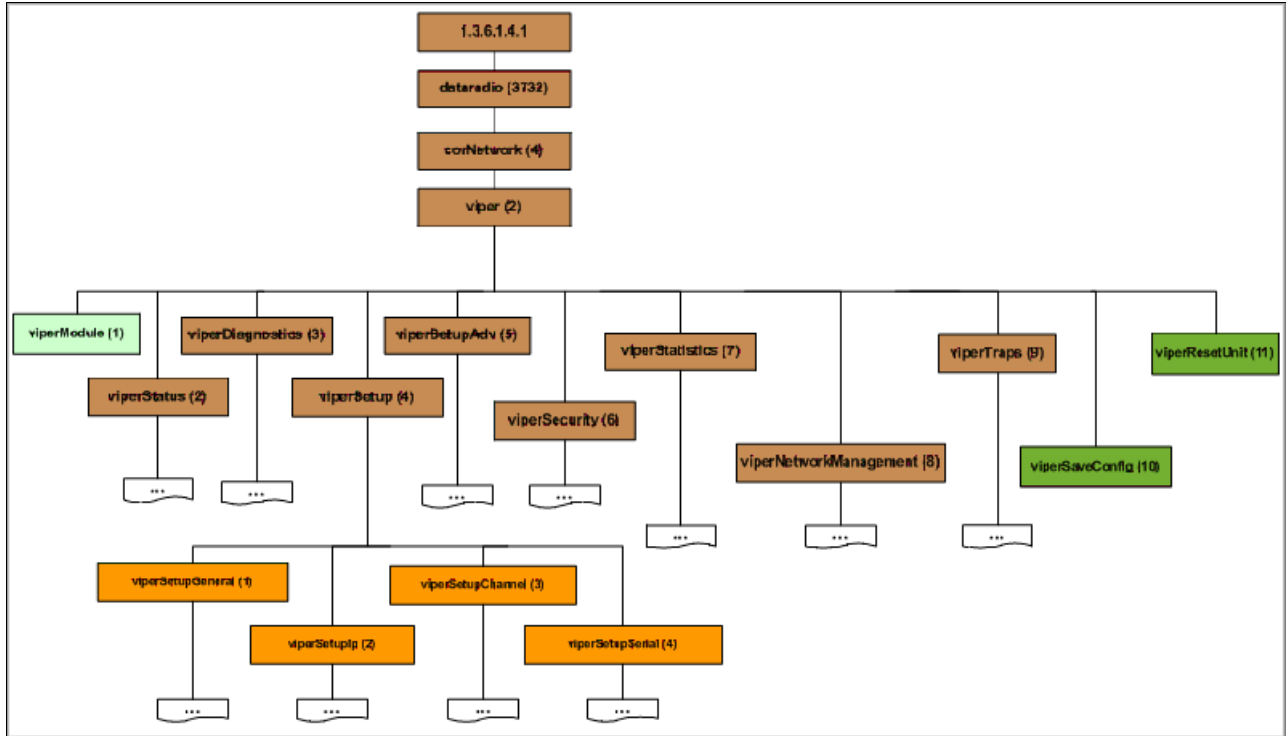 1.3.6.1.4.1
dataradio (3732)
corNetwork (4)
viper (2)
viperModule (1)
viperDiagnostics (3)
viperSetupAdv (5)
viperStatistics (7)
viperTraps (9)
viperResetUnit (11)
viperStatus (2)
viperSetup (4)
viperSecurity (6)
viperNetworkManagement (8)
viperSaveConfig (10)
...
...
...
...
...
...
...
viperSetupGeneral (1)
viperSetupChannel (3)
viperSetupIp (2)
viperSetupSerial (4)
...
...
...
...